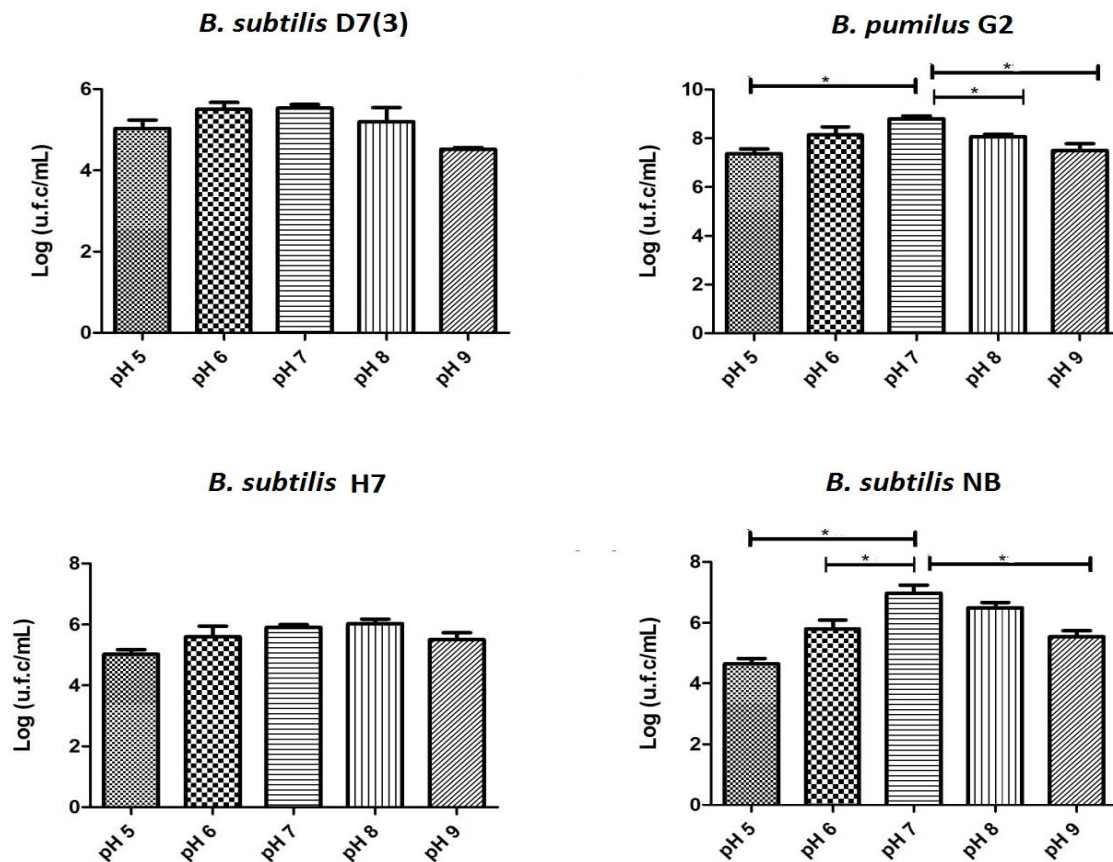 B. subtilis D7(3)
Log (u.f.c/mL)
6
4
2
0
pH 5
pH 6
pH 7
pH 8
pH 9
B. pumilus G2
Log (u.f.c/mL)
10
8
6
4
2
0
*
*
*
pH 5
pH 6
pH 7
pH 8
pH 9
B. subtilis H7
Log (u.f.c/mL)
8
6
4
2
0
pH 5
pH 6
pH 7
pH 8
pH 9
B. subtilis NB
Log (u.f.c/mL)
8
6
4
2
0
*
*
*
pH 5
pH 6
pH 7
pH 8
pH 9